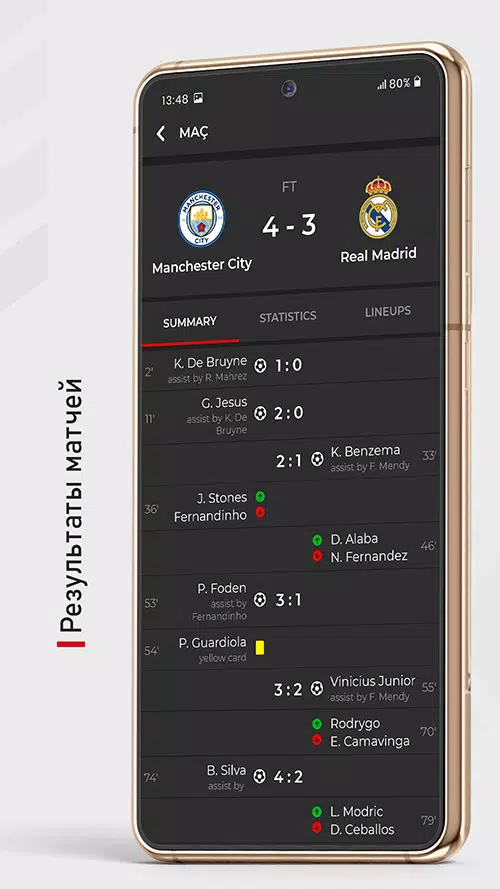 Результаты матчей
13:48 80%
MAÇ
MANCHESTER
CITY
FT
4 - 3
Manchester City Real Madrid
SUMMARY STATISTICS LINEUPS
2' K. De Bruyne 1:0
assist by R. Mahrez
11' G. Jesus 2:0
assist by K. De
Bruyne
2:1 K. Benzema 33'
assist by F. Mendy
36' J. Stones
Fernandinho
D. Alaba 46'
N. Fernandez
53' P. Foden 3:1
assist by
Fernandinho
54' P. Guardiola
yellow card
3:2 Vinicius Junior 55'
assist by F. Mendy
Rodrygo 70'
E. Camavinga
74' B. Silva 4:2
assist by
L. Modric 79'
D. Ceballos